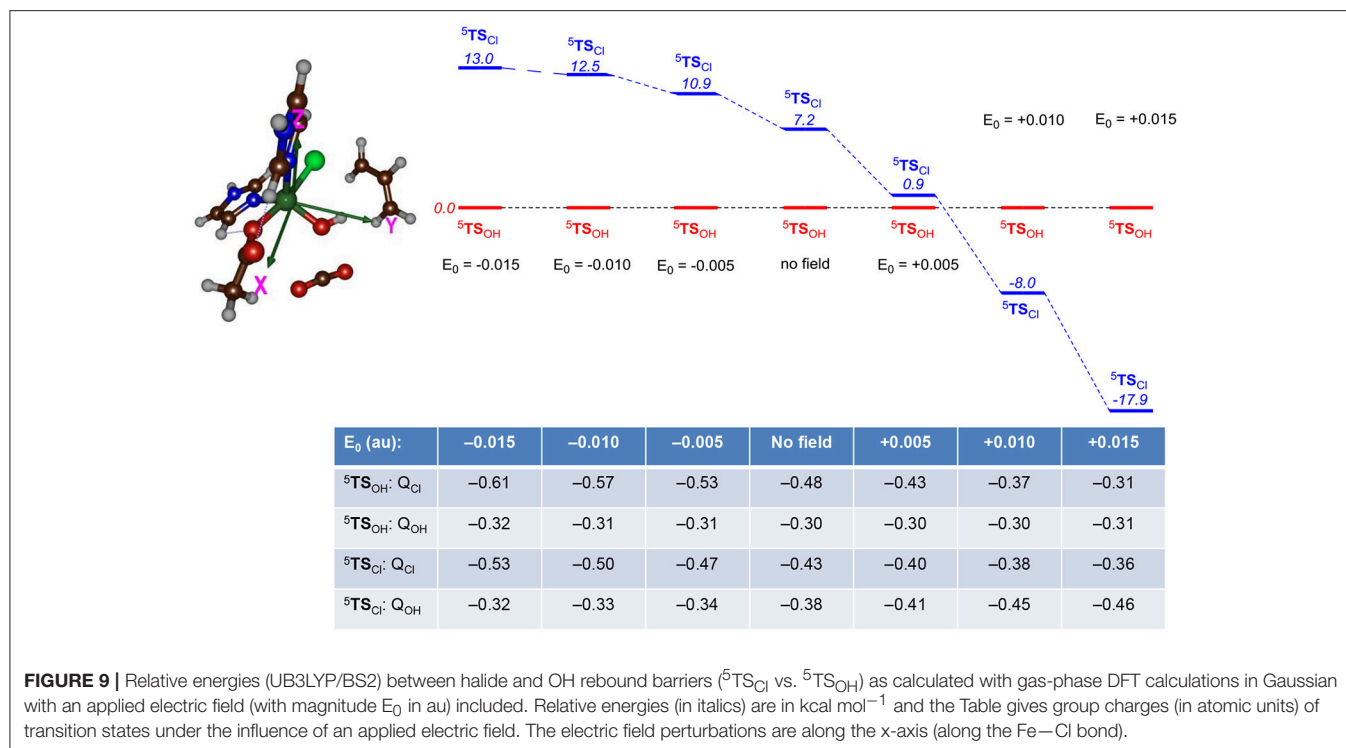 ⁵TS_Cl
13.0
⁵TS_Cl
12.5
⁵TS_Cl
10.9
⁵TS_Cl
7.2
E₀ = +0.010 E₀ = +0.015
⁵TS_Cl
0.9
Z
Y
X
0.0
⁵TS_OH ⁵TS_OH ⁵TS_OH ⁵TS_OH ⁵TS_OH ⁵TS_OH ⁵TS_OH
E₀ = -0.015 E₀ = -0.010 E₀ = -0.005 no field E₀ = +0.005
-8.0
⁵TS_Cl
⁵TS_Cl
-17.9
E₀ (au): –0.015 –0.010 –0.005 No field +0.005 +0.010 +0.015
⁵TS_OH: Q_Cl –0.61 –0.57 –0.53 –0.48 –0.43 –0.37 –0.31
⁵TS_OH: Q_OH –0.32 –0.31 –0.31 –0.30 –0.30 –0.30 –0.31
⁵TS_Cl: Q_Cl –0.53 –0.50 –0.47 –0.43 –0.40 –0.38 –0.36
⁵TS_Cl: Q_OH –0.32 –0.33 –0.34 –0.38 –0.41 –0.45 –0.46
FIGURE 9 | Relative energies (UB3LYP/BS2) between halide and OH rebound barriers (⁵TS_Cl vs. ⁵TS_OH) as calculated with gas-phase DFT calculations in Gaussian
with an applied electric field (with magnitude E₀ in au) included. Relative energies (in italics) are in kcal mol⁻¹ and the Table gives group charges (in atomic units) of
transition states under the influence of an applied electric field. The electric field perturbations are along the x-axis (along the Fe—Cl bond).